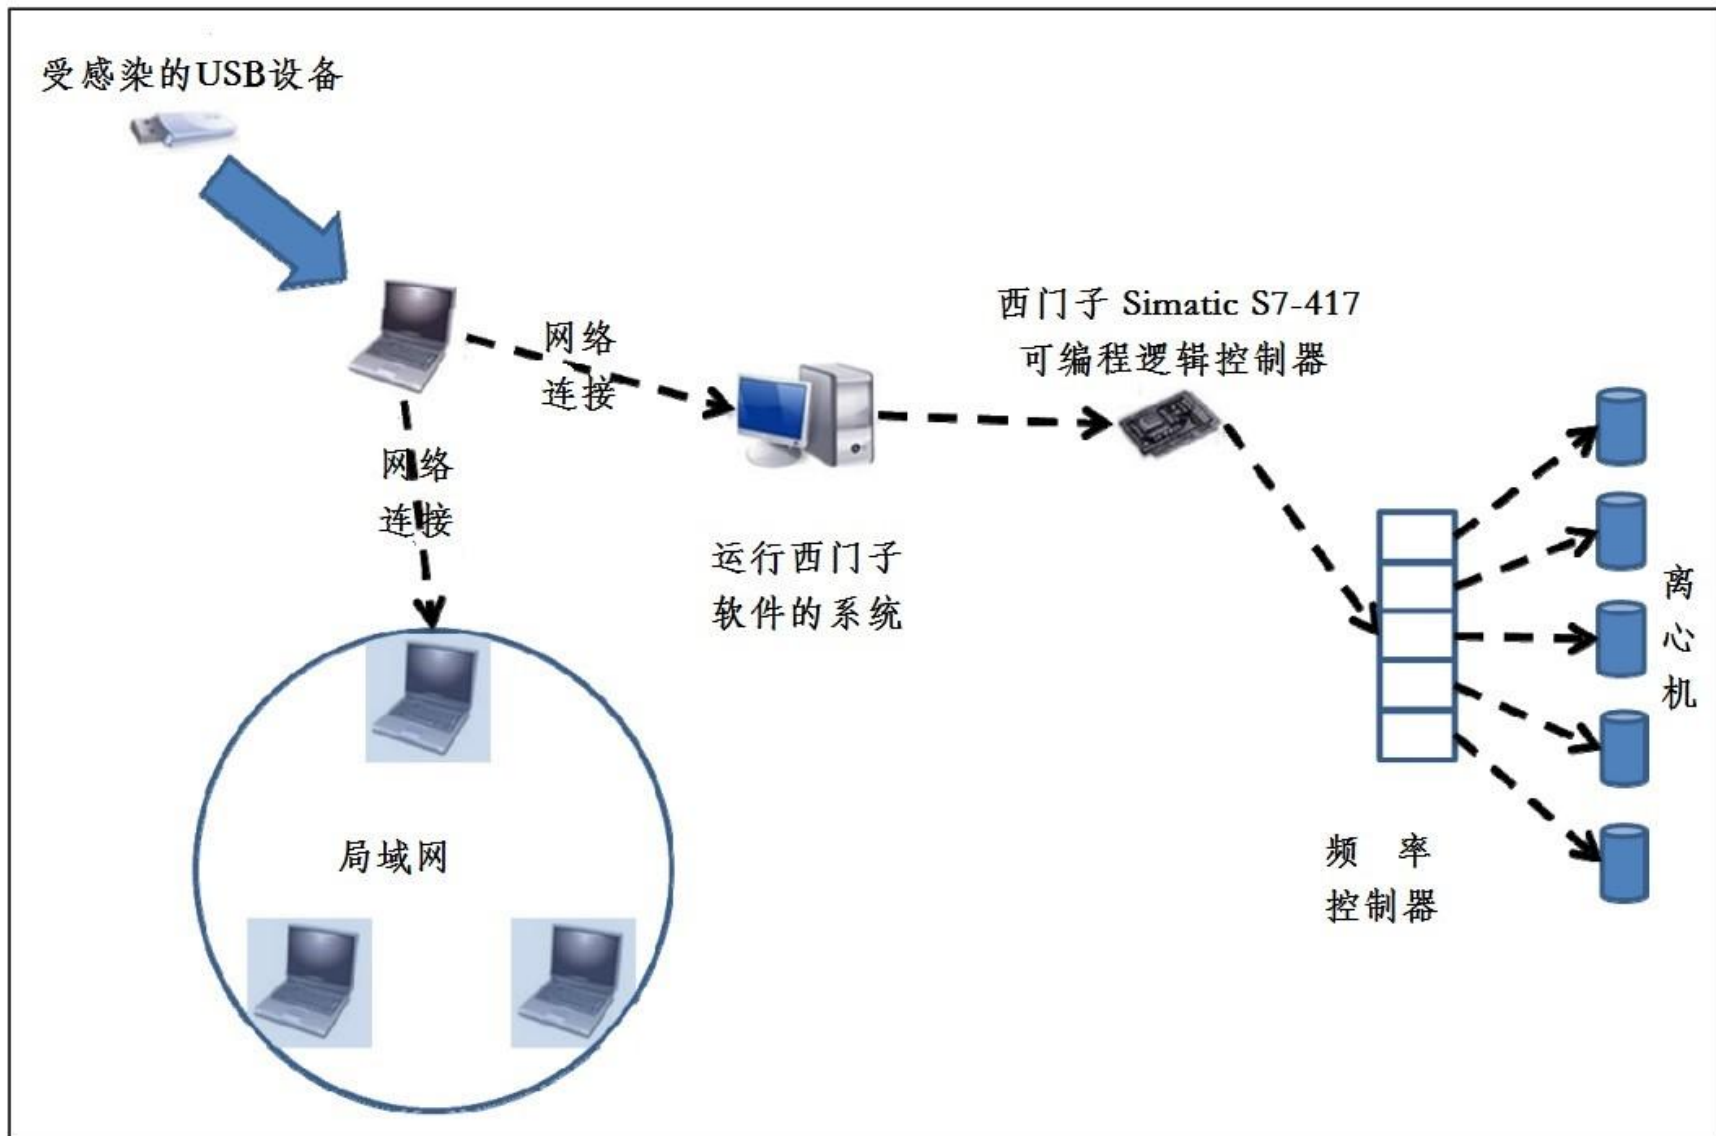 受感染的USB设备
网络
连接
网络
连接
西门子 Simatic S7-417
可编程逻辑控制器
运行西门子
软件的系统
局域网
频 率
控制器
离
心
机